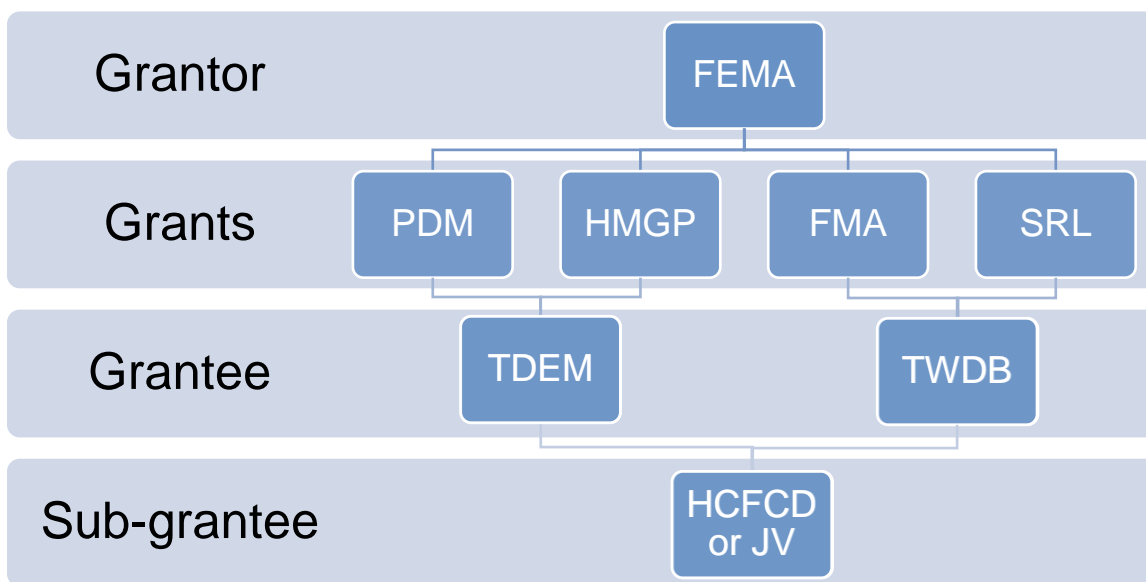 Grantor
FEMA
Grants
PDM
HMGP
FMA
SRL
Grantee
TDEM
TWDB
Sub-grantee
HCFCD
or JV